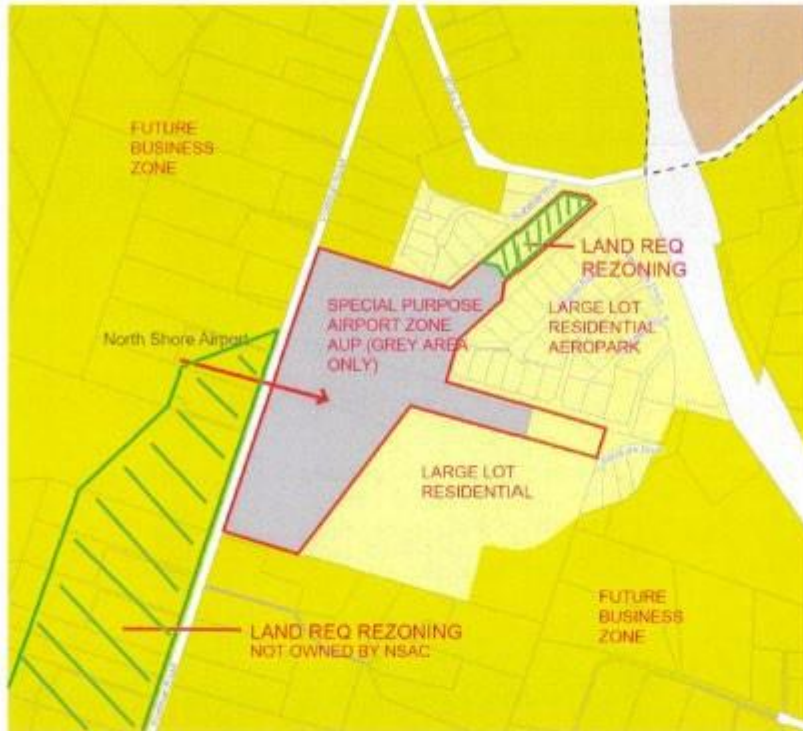 FUTURE
BUSINESS
ZONE
LAND REQ
REZONING
SPECIAL PURPOSE
AIRPORT ZONE
AUP (GREY AREA
ONLY)
LARGE LOT
RESIDENTIAL
AEROPARK
North Shore Airport
LARGE LOT
RESIDENTIAL
FUTURE
BUSINESS
ZONE
LAND REQ REZONING
NOT OWNED BY NSAC